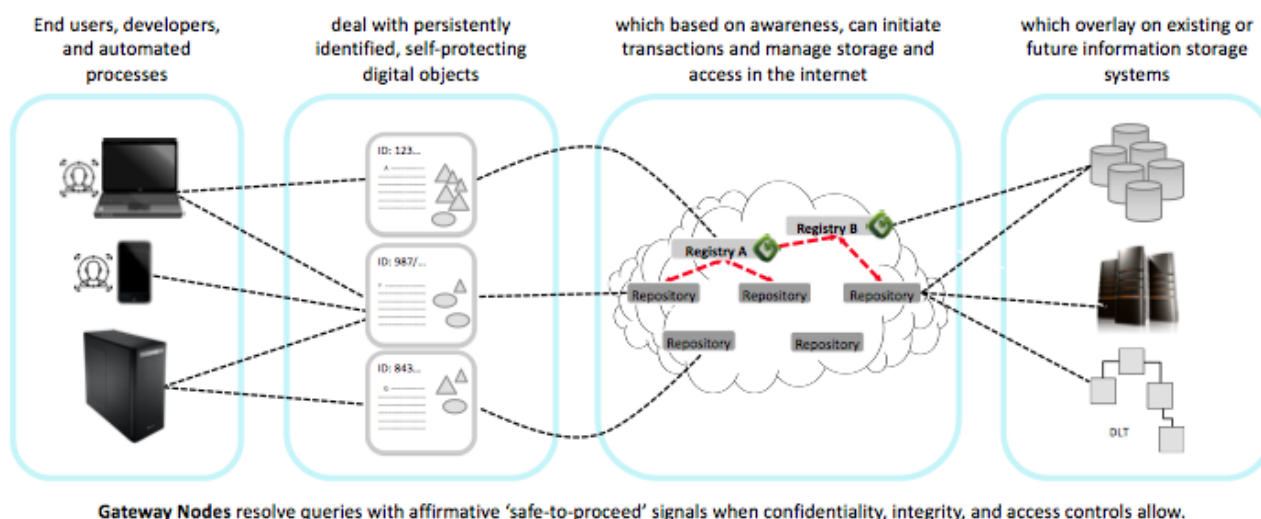 End users, developers,
and automated
processes
deal with persistently
identified, self-protecting
digital objects
which based on awareness, can initiate
transactions and manage storage and
access in the internet
which overlay on existing or
future information storage
systems
ID: 123...
A
ID: 987/...
F
ID: 843...
G
Registry A
Registry B
Repository
Repository
Repository
Repository
Repository
DLT
Gateway Nodes resolve queries with affirmative ‘safe-to-proceed’ signals when confidentiality, integrity, and access controls allow.